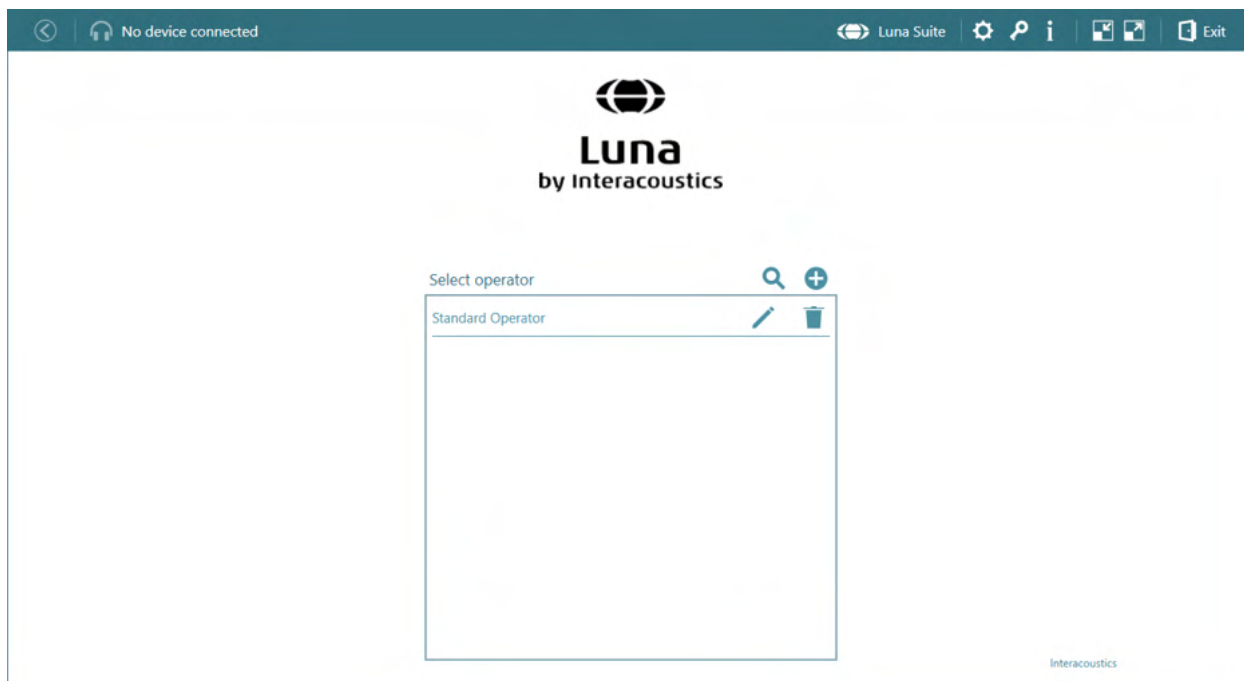 No device connected
Luna Suite
Exit
Luna
by Interacoustics
Select operator
Standard Operator
Interacoustics